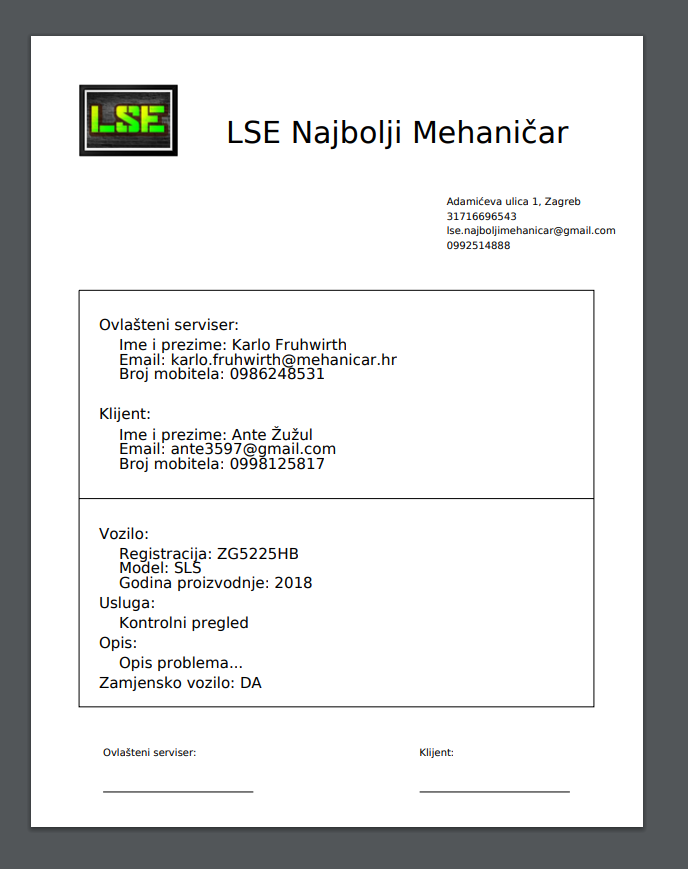 LSE
LSE Najbolji Mehaničar
Adamićeva ulica 1, Zagreb
31716696543
lse.najboljimehanicar@gmail.com
0992514888
Ovlašteni serviser:
Ime i prezime: Karlo Fruhwirth
Email: karlo.fruhwirth@mehanicar.hr
Broj mobitela: 0986248531
Klijent:
Ime i prezime: Ante Žužul
Email: ante3597@gmail.com
Broj mobitela: 0998125817
Vozilo:
Registracija: ZG5225HB
Model: SLS
Godina proizvodnje: 2018
Usluga:
Kontrolni pregled
Opis:
Opis problema...
Zamjensko vozilo: DA
Ovlašteni serviser:
Klijent: